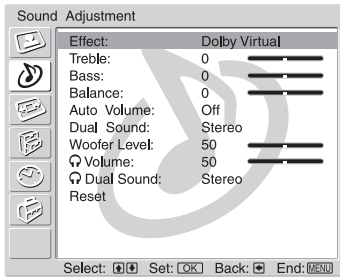 Sound Adjustment
Effect: Dolby Virtual
Treble: 0
Bass: 0
Balance: 0
Auto Volume: Off
Dual Sound: Stereo
Woofer Level: 50
Volume: 50
Dual Sound: Stereo
Reset
Select: Set: OK Back: End: MENU